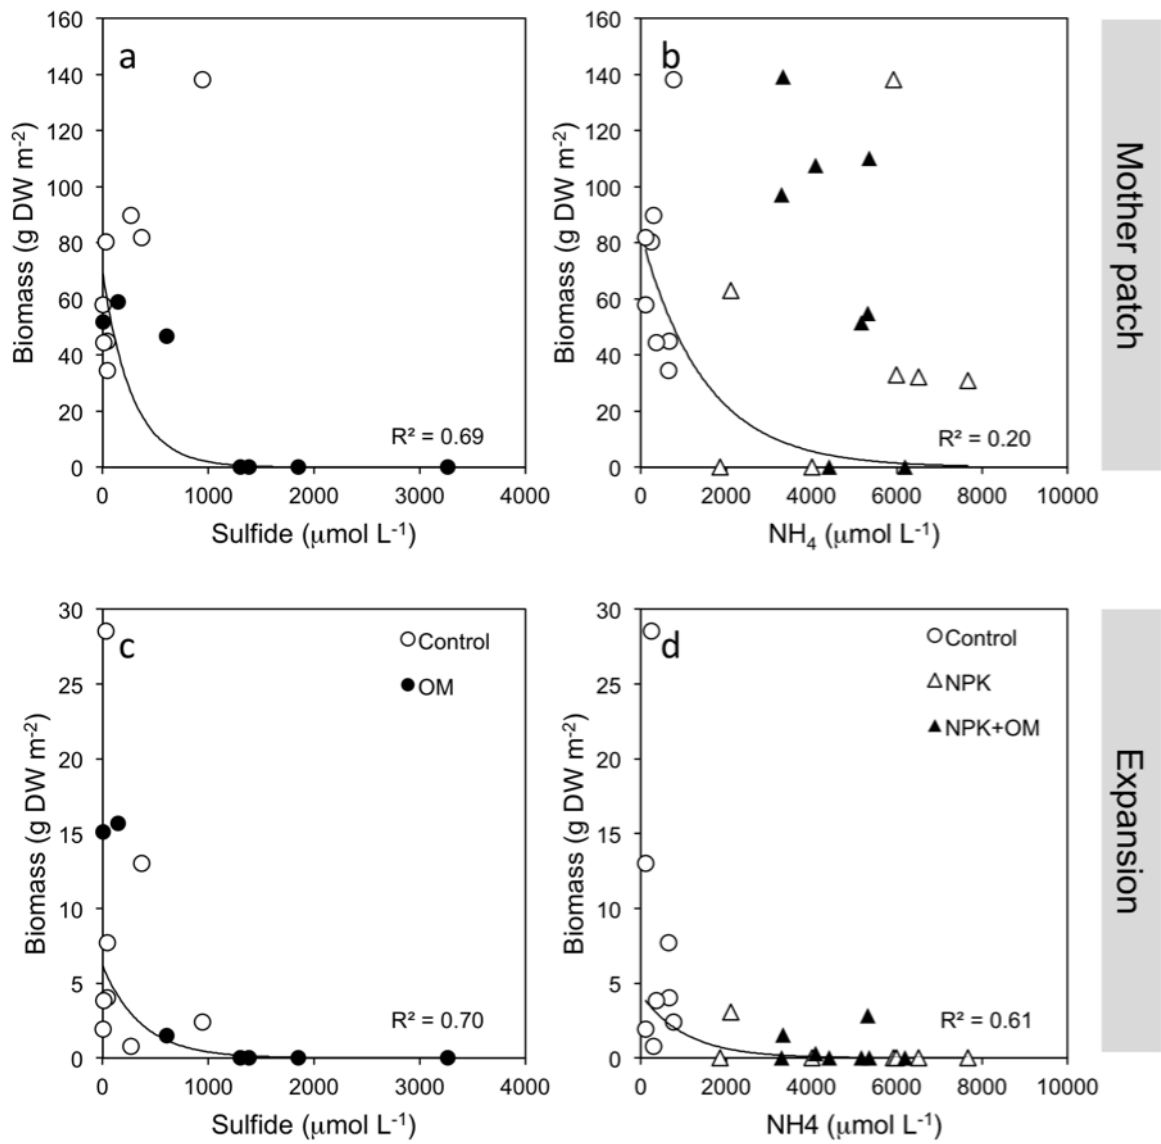 a
160
140
120
100
80
60
40
20
0
Biomass (g DW m-2)
R² = 0.69
0 1000 2000 3000 4000
Sulfide (μmol L-1)
b
160
140
120
100
80
60
40
20
0
Biomass (g DW m-2)
R² = 0.20
0 2000 4000 6000 8000 10000
NH4 (μmol L-1)
Mother patch
c
30
25
20
15
10
5
0
Biomass (g DW m-2)
Control
OM
R² = 0.70
0 1000 2000 3000 4000
Sulfide (μmol L-1)
d
30
25
20
15
10
5
0
Biomass (g DW m-2)
Control
NPK
NPK+OM
R² = 0.61
0 2000 4000 6000 8000 10000
NH4 (μmol L-1)
Expansion